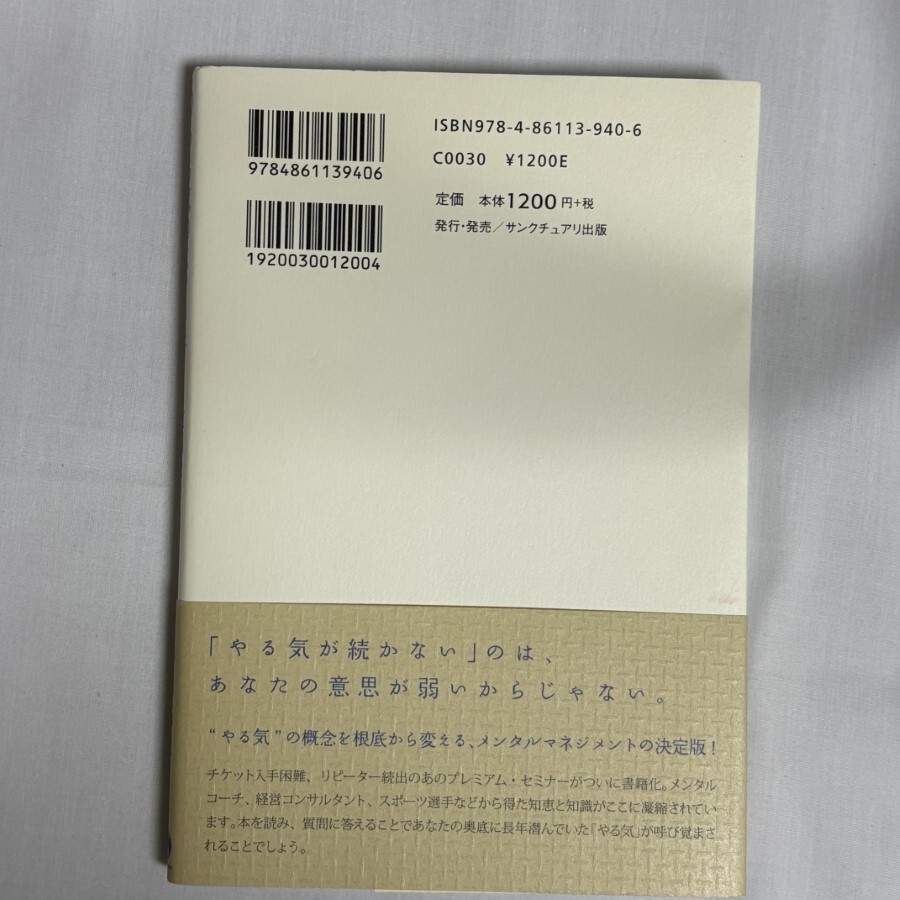 9784861139406
1920030012004
ISBN978-4-86113-940-6
C0030 ¥1200E
定価 本体1200円+税
発行・発売/サンクチュアリ出版
「やる気が続かない」のは、
あなたの意思が弱いからじゃない。
“やる気”の概念を根底から変える、メンタルマネジメントの決定版！
チケット入手困難、リピーター続出のあのプレミアム・セミナーがついに書籍化。メンタル
コーチ、経営コンサルタント、スポーツ選手などから得た知恵と知識がここに凝縮されてい
ます。本を読み、質問に答えることであなたの奥底に長年潜んでいた「やる気」が呼び覚まさ
れることでしょう。